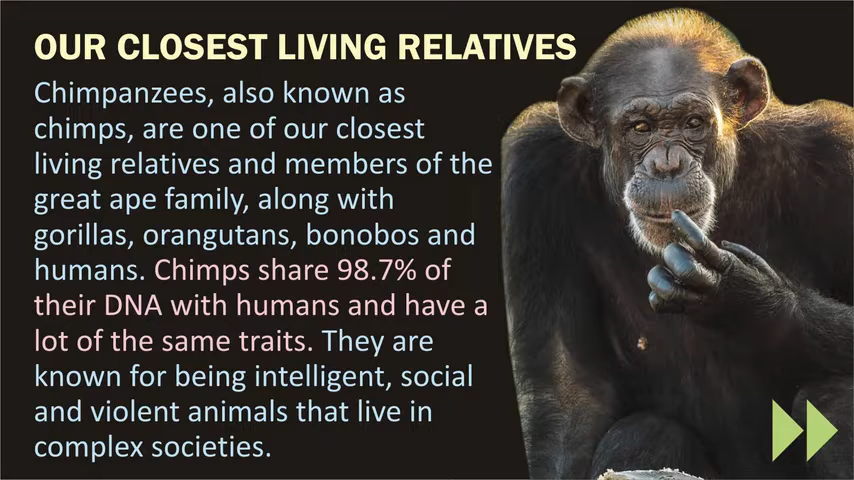 OUR CLOSEST LIVING RELATIVES
Chimpanzees, also known as
chimps, are one of our closest
living relatives and members of the
great ape family, along with
gorillas, orangutans, bonobos and
humans. Chimps share 98.7% of
their DNA with humans and have a
lot of the same traits. They are
known for being intelligent, social
and violent animals that live in
complex societies.